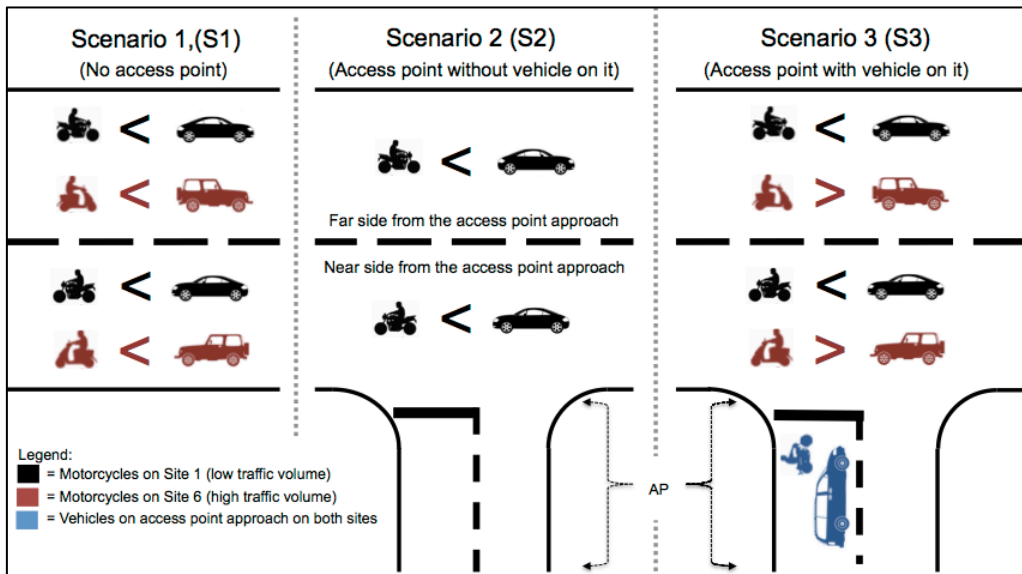 Scenario 1,(S1)
(No access point)
Scenario 2 (S2)
(Access point without vehicle on it)
Scenario 3 (S3)
(Access point with vehicle on it)
<
<
<
<
<
Far side from the access point approach
>
Near side from the access point approach
<
<
<
<
>
Legend:
= Motorcycles on Site 1 (low traffic volume)
= Motorcycles on Site 6 (high traffic volume)
= Vehicles on access point approach on both sites
AP